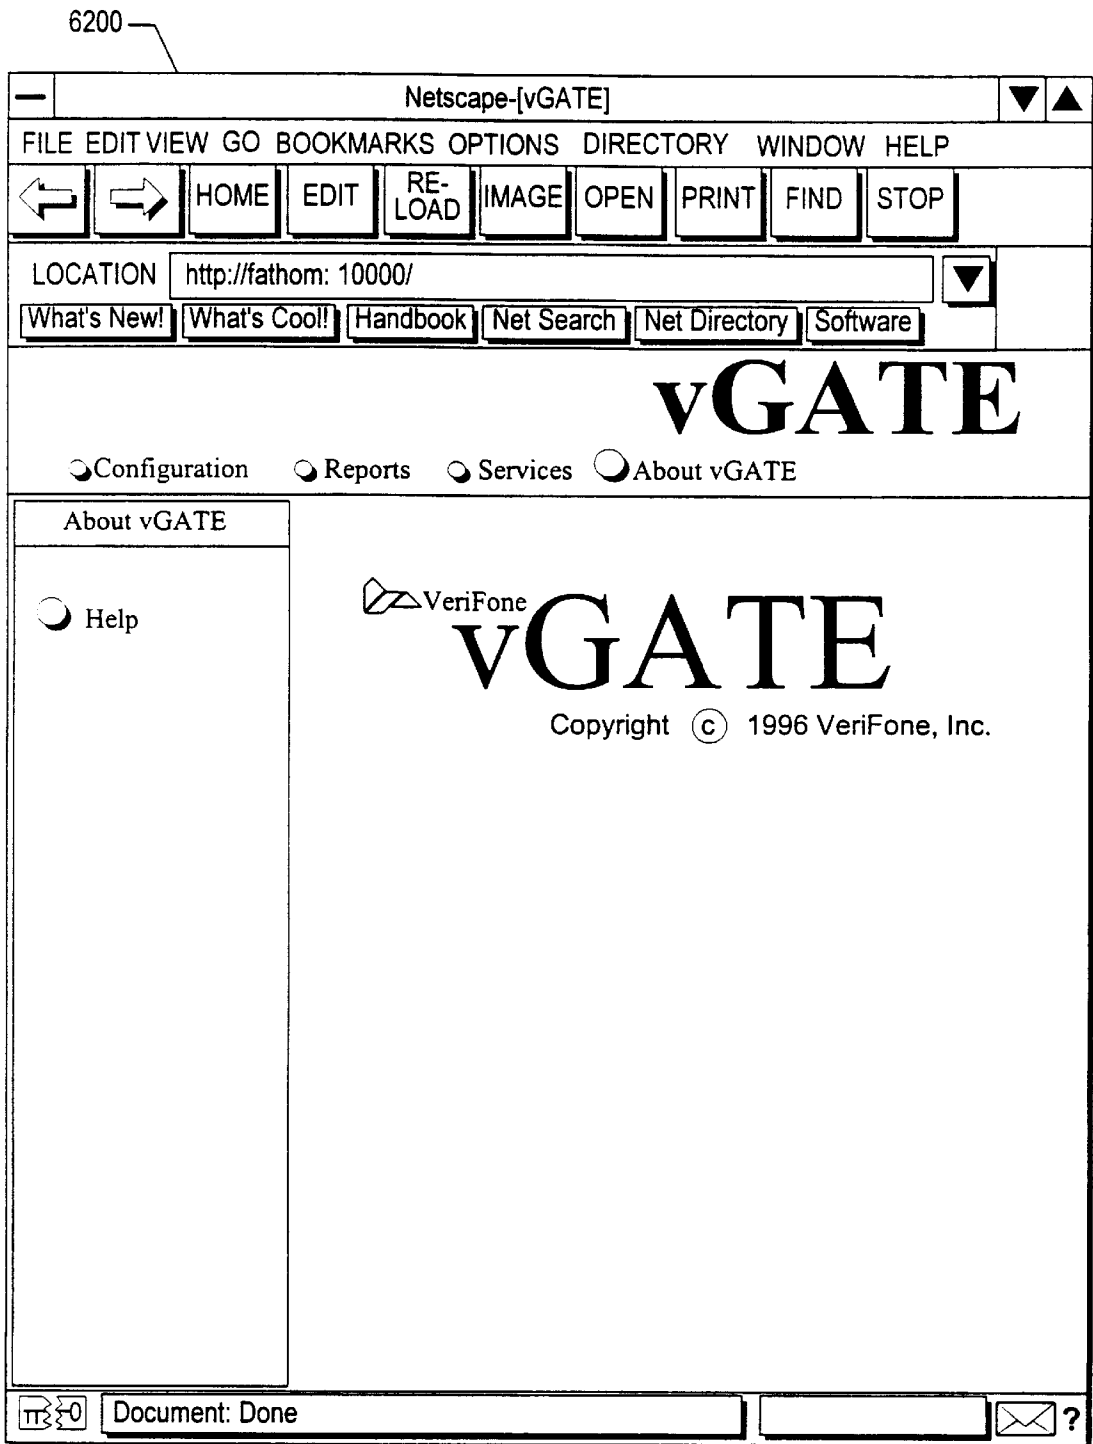 6200
Netscape-[vGATE]
FILE EDIT VIEW GO BOOKMARKS OPTIONS DIRECTORY WINDOW HELP
HOME EDIT RE-LOAD IMAGE OPEN PRINT FIND STOP
LOCATION http://fathom: 10000/
What's New! What's Cool! Handbook Net Search Net Directory Software
vGATE
Configuration Reports Services About vGATE
About vGATE
Help
VeriFone
vGATE
Copyright © 1996 VeriFone, Inc.
Document: Done ?